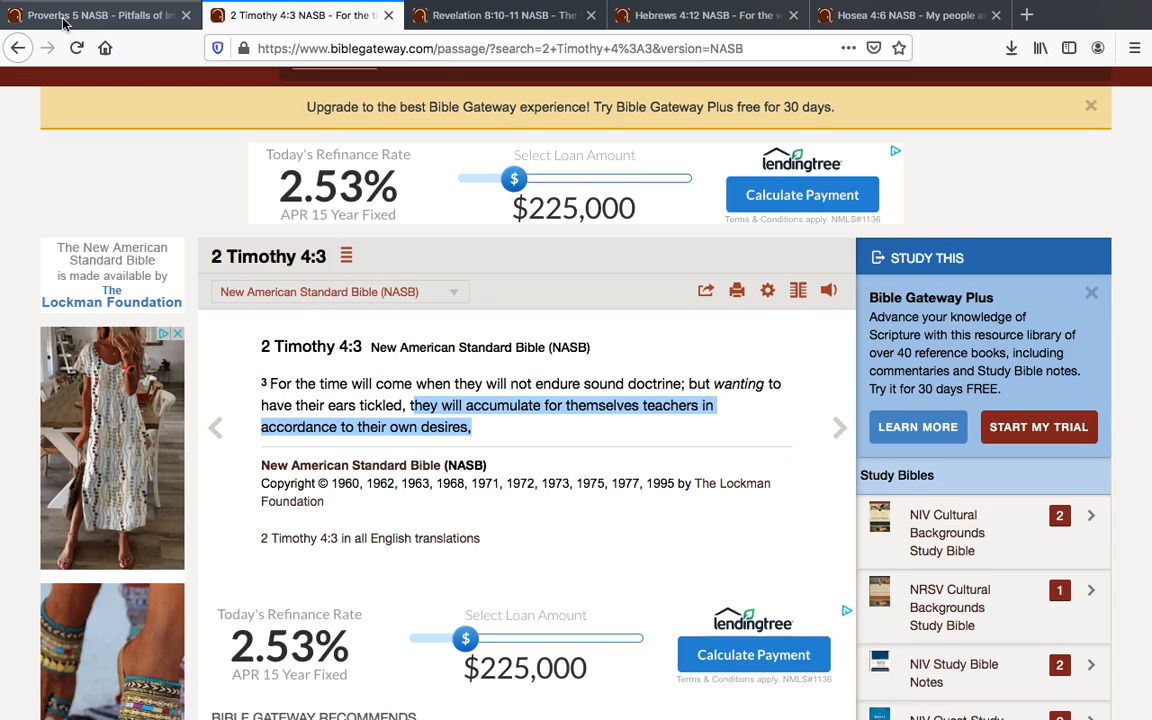 Proverbs 5 NASB - Pitfalls of Im
2 Timothy 4:3 NASB - For the ti
Revelation 8:10-11 NASB - The
Hebrews 4:12 NASB - For the w
Hosea 4:6 NASB - My people a
https://www.biblegateway.com/passage/?search=2+Timothy+4%3A3&version=NASB
Upgrade to the best Bible Gateway experience! Try Bible Gateway Plus free for 30 days.
Today's Refinance Rate
2.53%
APR 15 Year Fixed
Select Loan Amount
$
$225,000
lendingtree
Calculate Payment
Terms & Conditions apply. NMLS#1136
The New American
Standard Bible
is made available by
The
Lockman Foundation
2 Timothy 4:3
New American Standard Bible (NASB)
2 Timothy 4:3 New American Standard Bible (NASB)
3 For the time will come when they will not endure sound doctrine; but wanting to
have their ears tickled, they will accumulate for themselves teachers in
accordance to their own desires,
New American Standard Bible (NASB)
Copyright © 1960, 1962, 1963, 1968, 1971, 1972, 1973, 1975, 1977, 1995 by The Lockman
Foundation
2 Timothy 4:3 in all English translations
Today's Refinance Rate
2.53%
APR 15 Year Fixed
Select Loan Amount
$
$225,000
lendingtree
Calculate Payment
Terms & Conditions apply. NMLS#1136
BIBLE GATEWAY RECOMMENDS
STUDY THIS
Bible Gateway Plus
Advance your knowledge of
Scripture with this resource library of
over 40 reference books, including
commentaries and Study Bible notes.
Try it for 30 days FREE.
LEARN MORE
START MY TRIAL
Study Bibles
NIV Cultural
Backgrounds
Study Bible
2
NRSV Cultural
Backgrounds
Study Bible
1
NIV Study Bible
Notes
2
NIV Quest Study